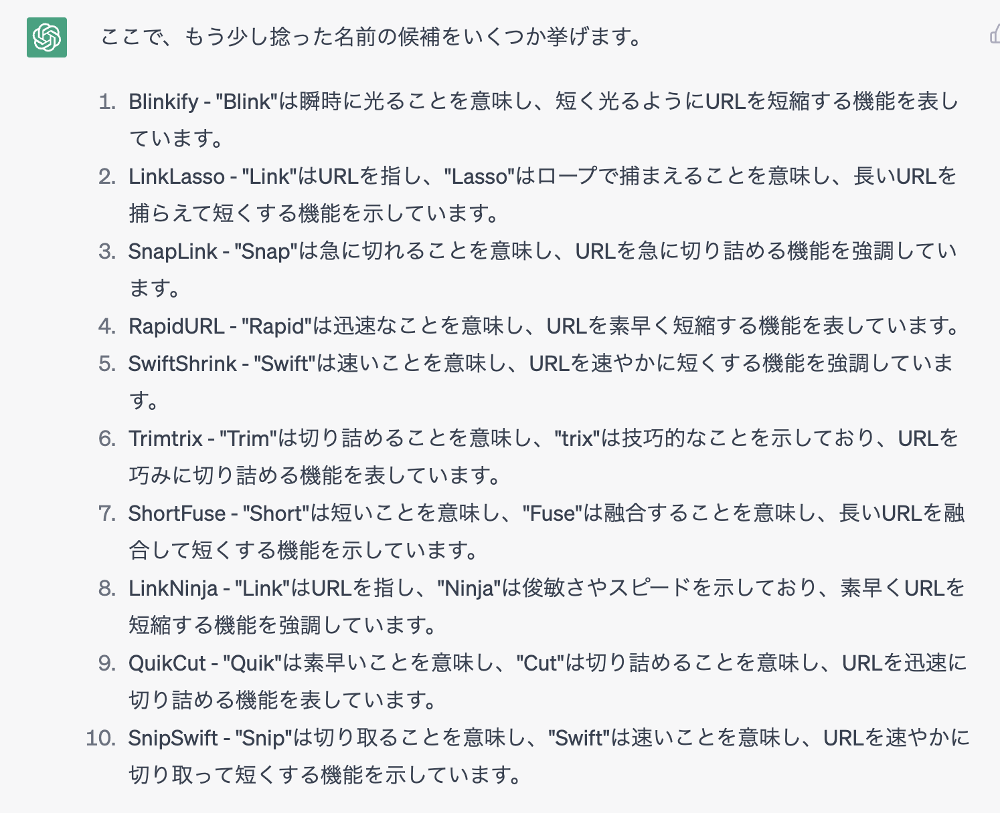 ここで、もう少し捻った名前の候補をいくつか挙げます。
1. Blinkify - "Blink"は瞬時に光ることを意味し、短く光るようにURLを短縮する機能を表し
ています。
2. LinkLasso - "Link"はURLを指し、"Lasso"はロープで捕まえることを意味し、長いURLを
捕らえて短くする機能を示しています。
3. SnapLink - "Snap"は急に切れることを意味し、URLを急に切り詰める機能を強調してい
ます。
4. RapidURL - "Rapid"は迅速なことを意味し、URLを素早く短縮する機能を表しています。
5. SwiftShrink - "Swift"は速いことを意味し、URLを速やかに短くする機能を強調していま
す。
6. Trimtrix - "Trim"は切り詰めることを意味し、"trix"は技巧的なことを示しており、URLを
巧みに切り詰める機能を表しています。
7. ShortFuse - "Short"は短いことを意味し、"Fuse"は融合することを意味し、長いURLを融
合して短くする機能を示しています。
8. LinkNinja - "Link"はURLを指し、"Ninja"は俊敏さやスピードを示しており、素早くURLを
短縮する機能を強調しています。
9. QuikCut - "Quik"は素早いことを意味し、"Cut"は切り詰めることを意味し、URLを迅速に
切り詰める機能を表しています。
10. SnipSwift - "Snip"は切り取ることを意味し、"Swift"は速いことを意味し、URLを速やかに
切り取って短くする機能を示しています。